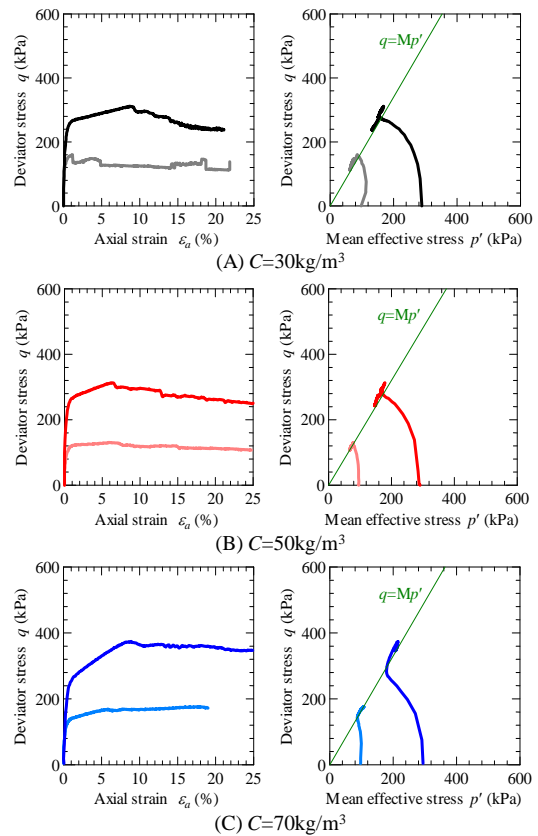 600
400
200
0
Deviator stress q (kPa)
0 5 10 15 20 25
Axial strain εa (%)
600
400
200
0
Deviator stress q (kPa)
q=Mp′
0 200 400 600
Mean effective stress p′ (kPa)
(A) C=30kg/m³
600
400
200
0
Deviator stress q (kPa)
0 5 10 15 20 25
Axial strain εa (%)
600
400
200
0
Deviator stress q (kPa)
q=Mp′
0 200 400 600
Mean effective stress p′ (kPa)
(B) C=50kg/m³
600
400
200
0
Deviator stress q (kPa)
0 5 10 15 20 25
Axial strain εa (%)
600
400
200
0
Deviator stress q (kPa)
q=Mp′
0 200 400 600
Mean effective stress p′ (kPa)
(C) C=70kg/m³